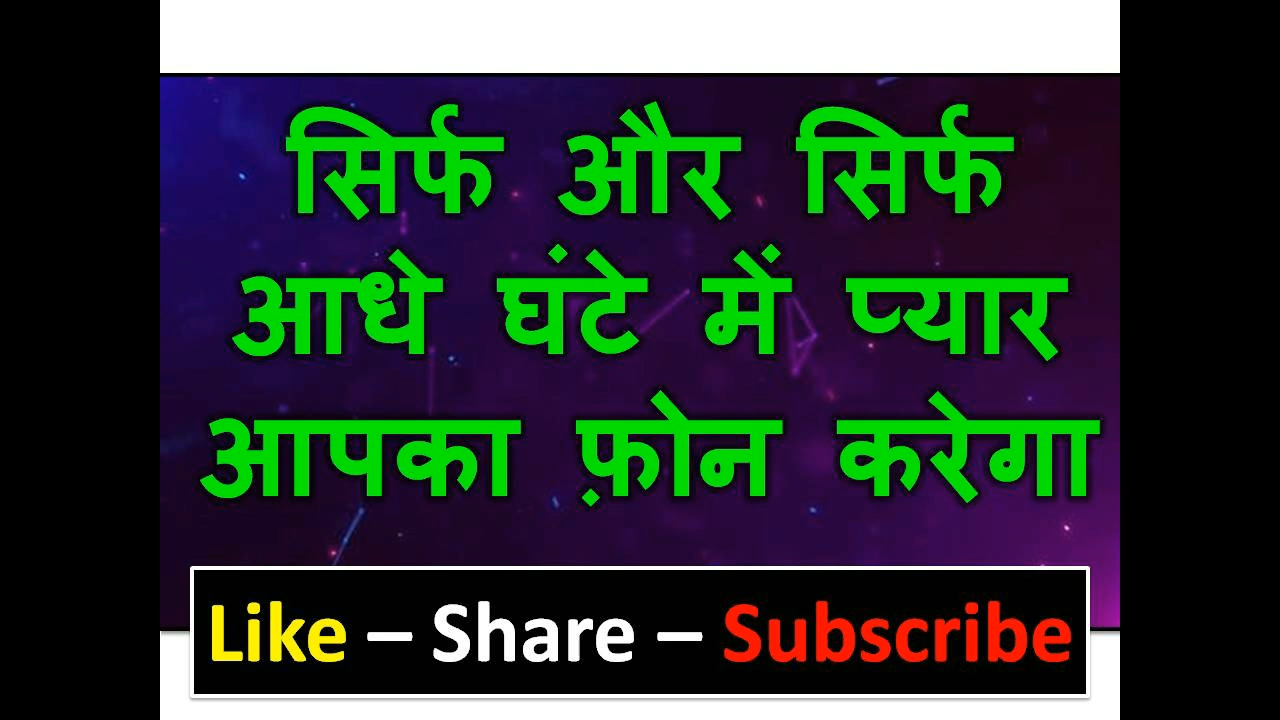 सिर्फ और सिर्फ
आधे घंटे में प्यार
आपका फ़ोन करेगा
Like – Share – Subscribe